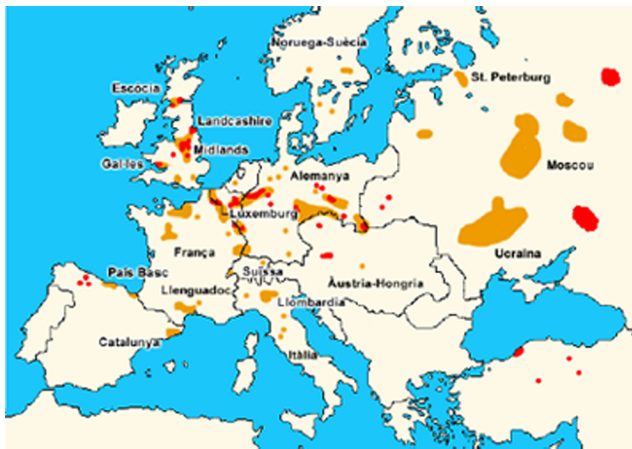 Noruega-Suècia
St. Peterburg
Escòcia
Landcashire
Midlands
Gal·les
Alemanya
Moscou
Luxemburg
França
Ucraïna
País Basc
Suïssa
Llenguadoc
Àustria-Hongria
Llombardia
Catalunya
Itàlia